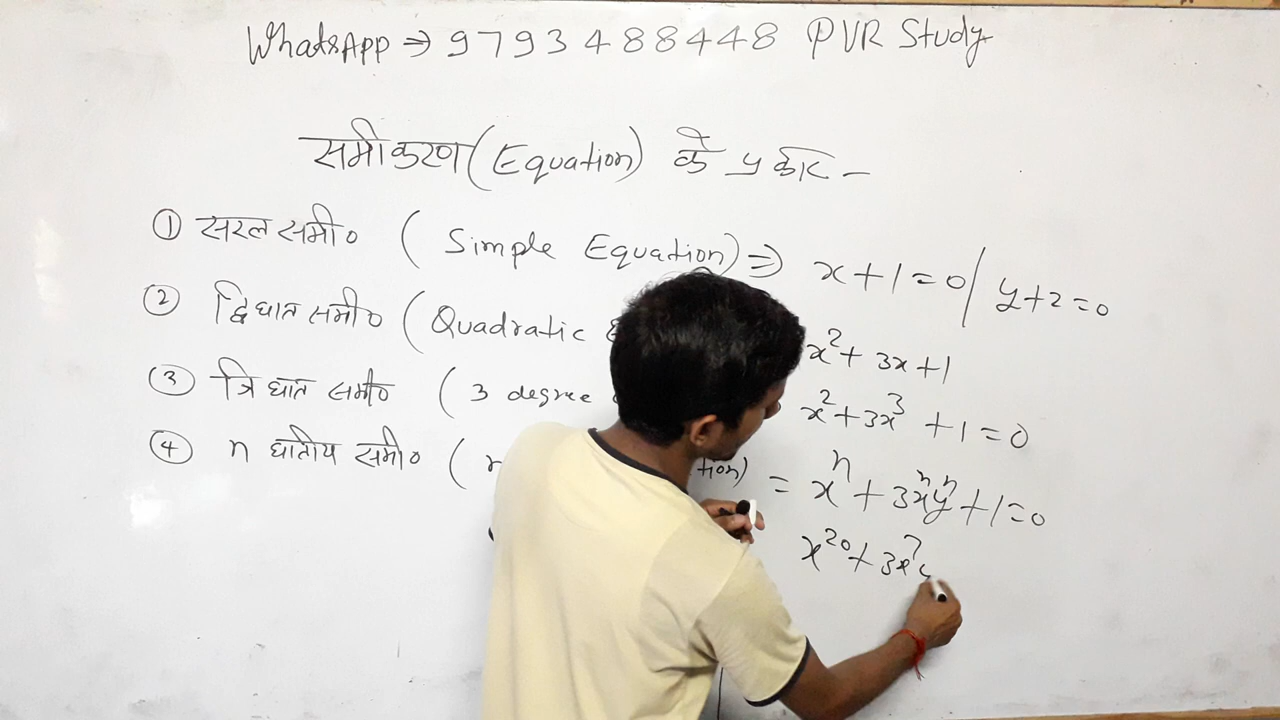 WhatsApp ⇒ 9793488448 PVR Study
समीकरण (Equation) के प्रकार -
① सरल समी० ( Simple Equation) ⇒ x+1=0 / y+2=0
② द्विघात समी० (Quadratic x²+ 3x+1
③ त्रिघात समी० ( 3 degree x²+3x³ +1=0
④ n घातीय समी० ( tion) = xⁿ+3xⁿyⁿ+1=0
x²⁰+3x⁷